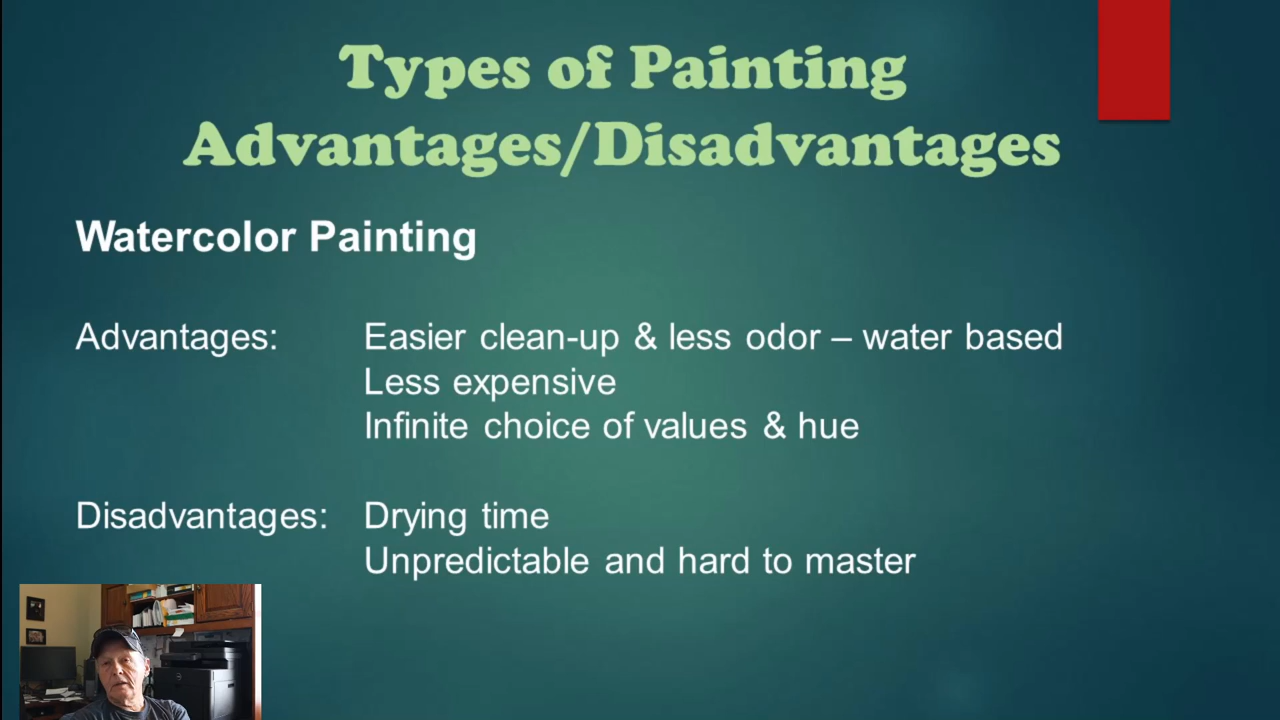 Types of Painting
Advantages/Disadvantages
Watercolor Painting
Advantages: Easier clean-up & less odor – water based
Less expensive
Infinite choice of values & hue
Disadvantages: Drying time
Unpredictable and hard to master